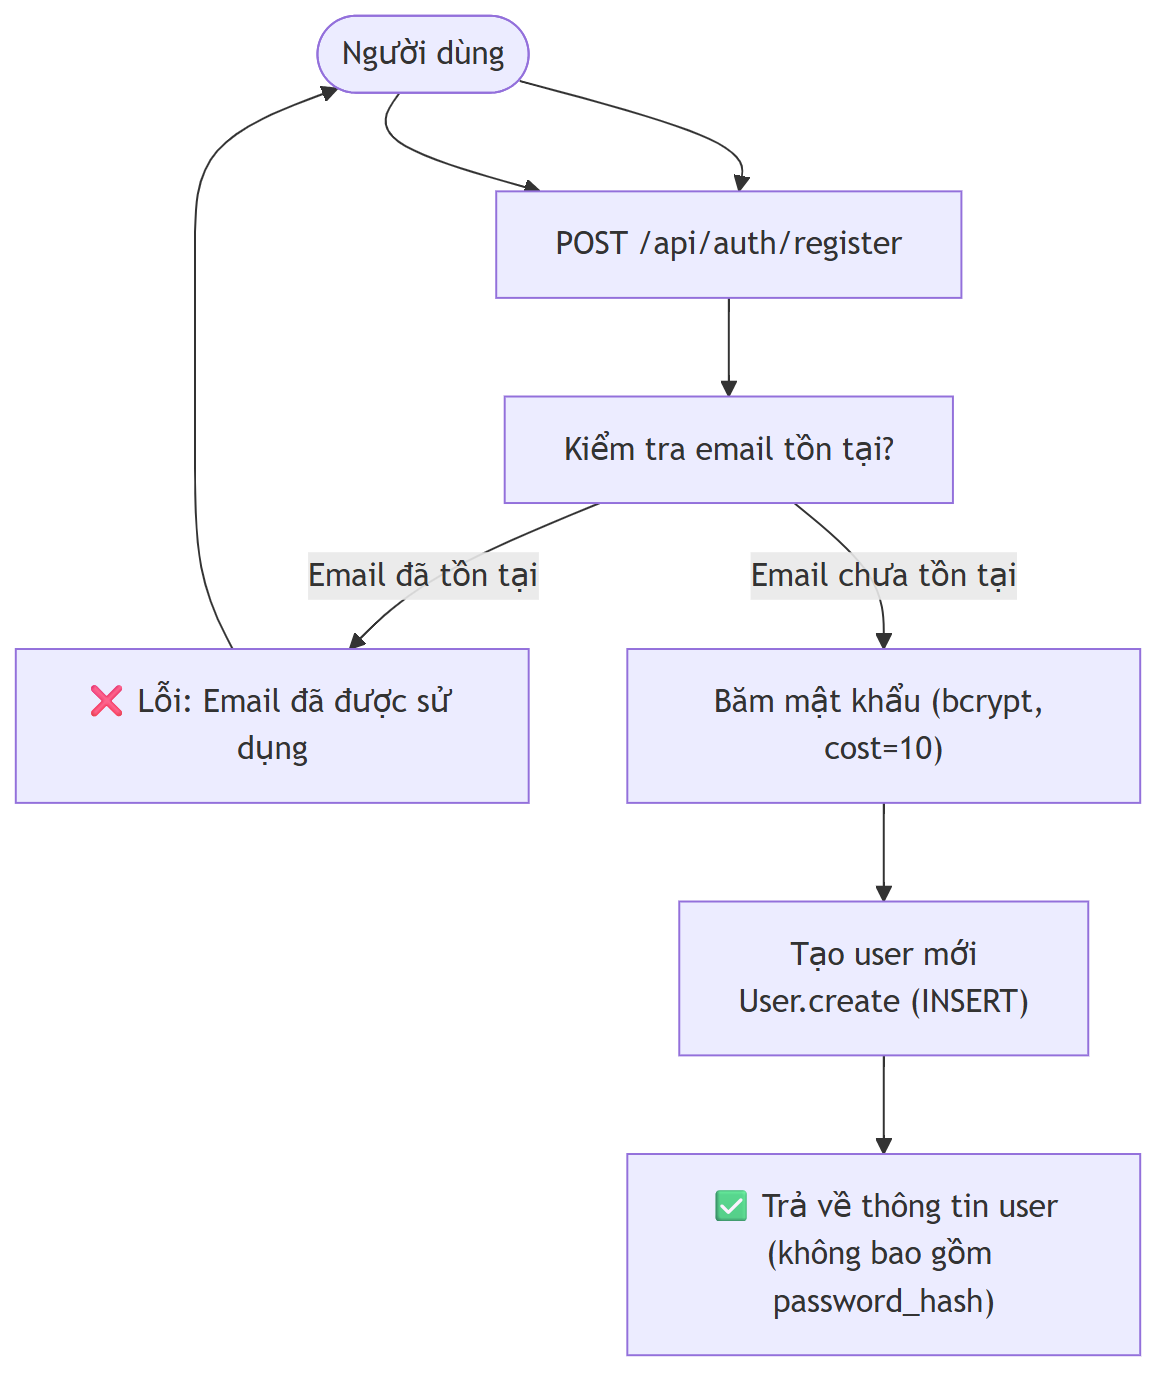 Người dùng
POST /api/auth/register
Kiểm tra email tồn tại?
Email đã tồn tại
Email chưa tồn tại
❌ Lỗi: Email đã được sử
dụng
Băm mật khẩu (bcrypt,
cost=10)
Tạo user mới
User.create (INSERT)
✅ Trả về thông tin user
(không bao gồm
password_hash)